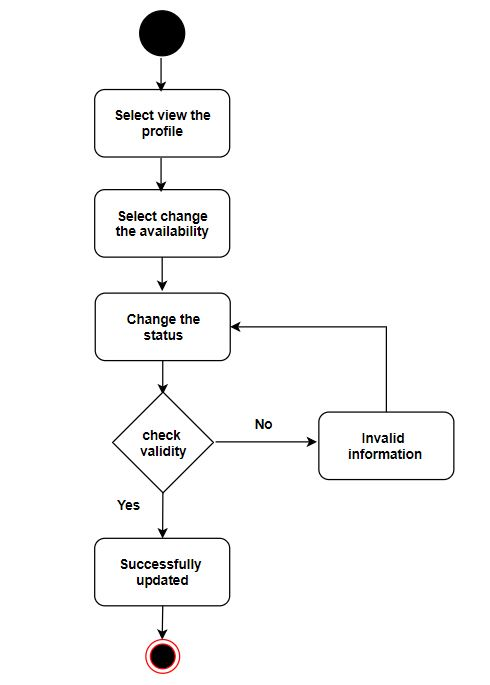 Select view the
profile
Select change
the availability
Change the
status
check
validity
No
Invalid
information
Yes
Successfully
updated